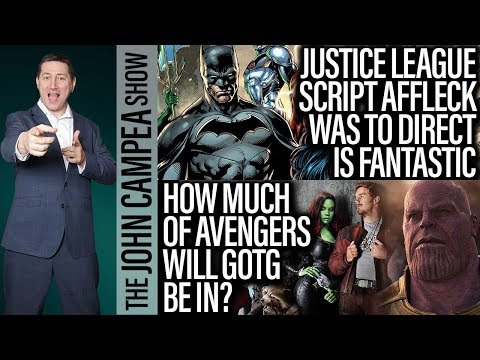 THE JOHN CAMPEA SHOW
JUSTICE LEAGUE
SCRIPT AFFLECK
WAS TO DIRECT
IS FANTASTIC
HOW MUCH
OF AVENGERS
WILL GOTG
BE IN?